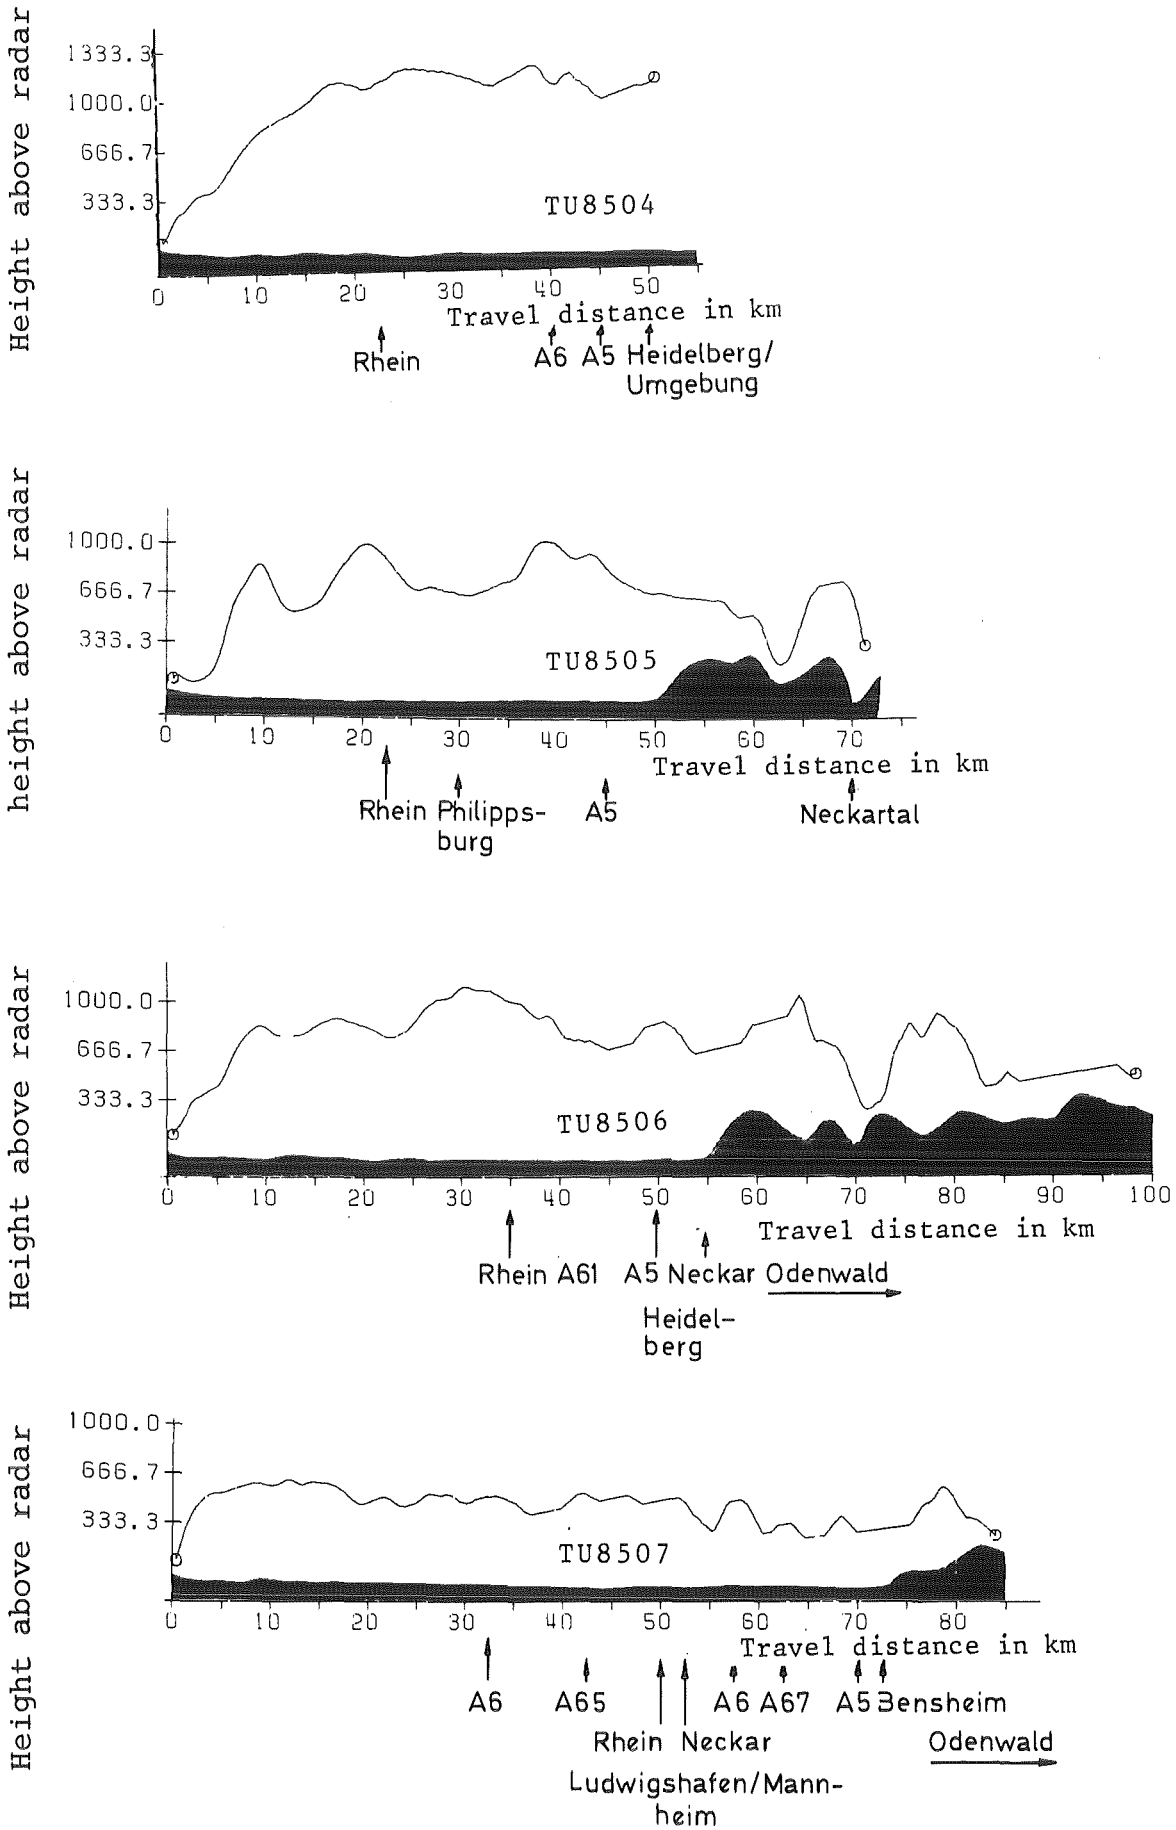 Height above radar
1333.3
1000.0
666.7
333.3
TU8504
0 10 20 30 40 50
Travel distance in km
Rhein A6 A5 Heidelberg/
Umgebung
height above radar
1000.0
666.7
333.3
TU8505
0 10 20 30 40 50 60 70
Travel distance in km
Rhein Philipps-
burg
A5
Neckartal
Height above radar
1000.0
666.7
333.3
TU8506
0 10 20 30 40 50 60 70 80 90 100
Travel distance in km
Rhein A61 A5 Neckar Odenwald
Heidel-
berg
Height above radar
1000.0
666.7
333.3
TU8507
0 10 20 30 40 50 60 70 80
Travel distance in km
A6 A65 A6 A67 A5 Bensheim
Rhein Neckar Odenwald
Ludwigshafen/Mann-
heim